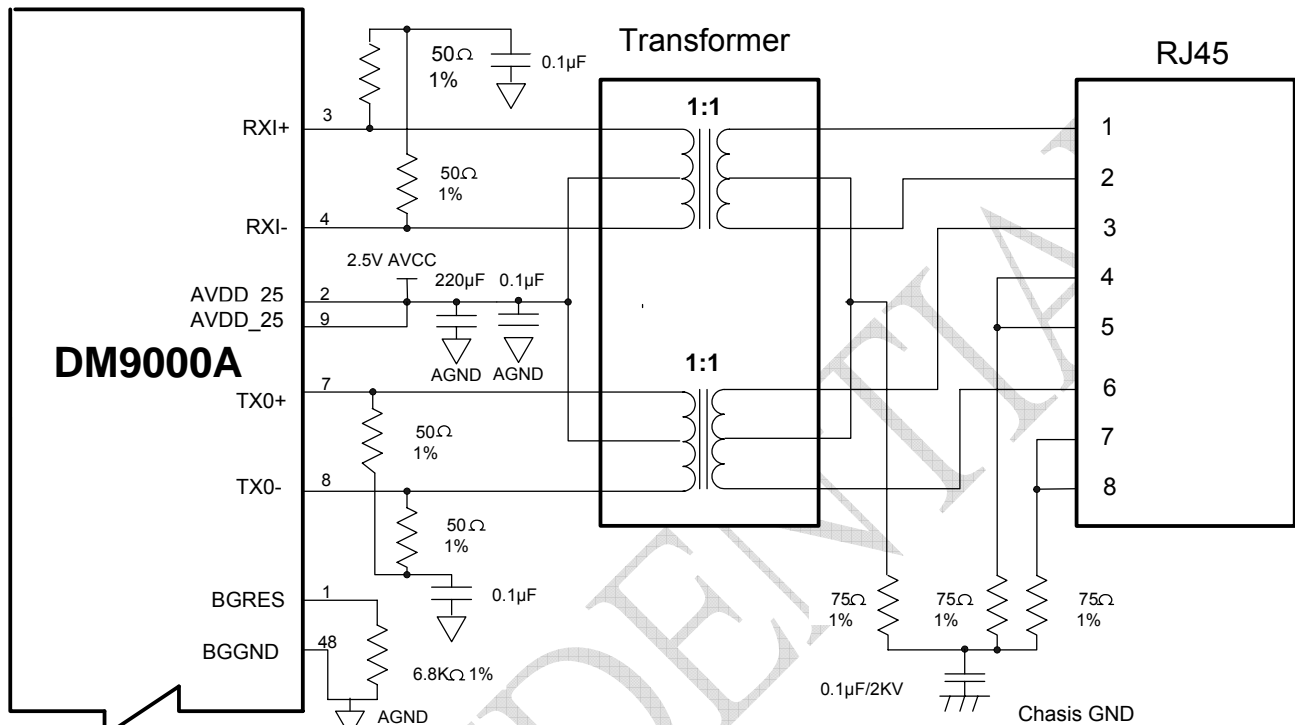 Transformer
RJ45
50Ω
1%
0.1µF
1:1
RXI+
3
1
50Ω
1%
2
RXI-
4
3
2.5V AVCC
4
220µF
0.1µF
AVDD_25
2
AVDD_25
9
5
DM9000A
1:1
AGND
AGND
6
TX0+
7
50Ω
1%
7
TX0-
8
8
50Ω
1%
BGRES
1
0.1µF
75Ω
1%
75Ω
1%
75Ω
1%
BGGND
48
6.8KΩ 1%
0.1µF/2KV
AGND
Chasis GND